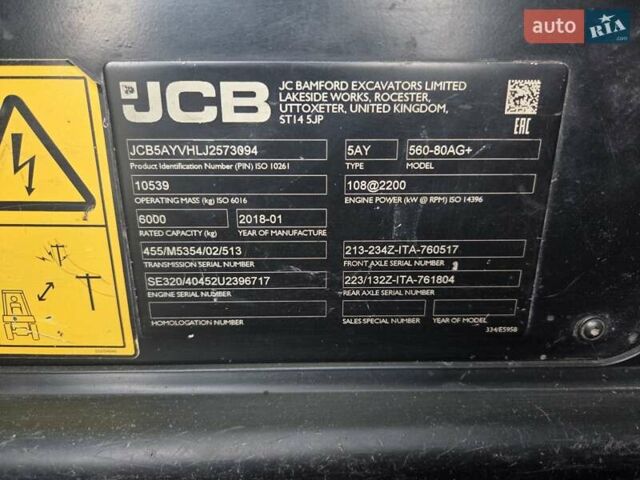 auto RIA.com
JCB
JC BAMFORD EXCAVATORS LIMITED
LAKESIDE WORKS, ROCESTER,
UTTOXETER, UNITED KINGDOM,
ST14 5JP
EAC
JCB5AYVHLJ2573094
5AY
560-80AG+
Product Identification Number (PIN) ISO 10261
TYPE
MODEL
10539
108@2200
OPERATING MASS (kg) ISO 6016
ENGINE POWER (kW @ RPM) ISO 14396
6000
2018-01
RATED CAPACITY (kg)
YEAR OF MANUFACTURE
455/M5354/02/513
213-234Z-ITA-760517
TRANSMISSION SERIAL NUMBER
FRONT AXLE SERIAL NUMBER
SE320/40452U2396717
223/132Z-ITA-761804
ENGINE SERIAL NUMBER
REAR AXLE SERIAL NUMBER
HOMOLOGATION NUMBER
SALES SPECIAL NUMBER
YEAR OF MODEL
334/E5958